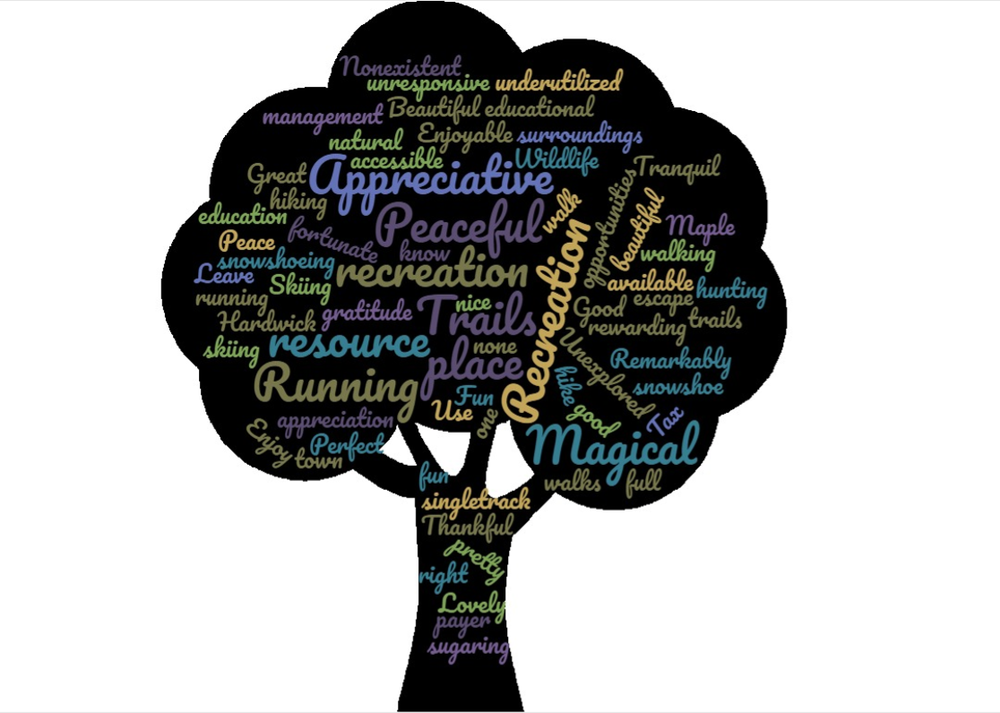 Nonexistent
unresponsive
underutilized
management
Beautiful
educational
natural
Enjoyable
surroundings
accessible
Wildlife
Great
Appreciative
Tranquil
hiking
walk
opportunities
beautiful
education
Peaceful
Maple
Peace
fortunate
know
walking
snowshoeing
recreation
Recreation
Leave
Skiing
available
hunting
running
nice
escape
Hardwick
gratitude
Trails
Good
trails
rewarding
skiing
resource
none
Unexplored
Remarkably
place
Running
hike
snowshoe
Fun
Use
one
good
Tax
appreciation
Enjoy
Perfect
Magical
town
fun
walks
full
singletrack
Thankful
pretty
right
Lovely
payer
sugaring